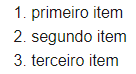 1. primeiro item
2. segundo item
3. terceiro item